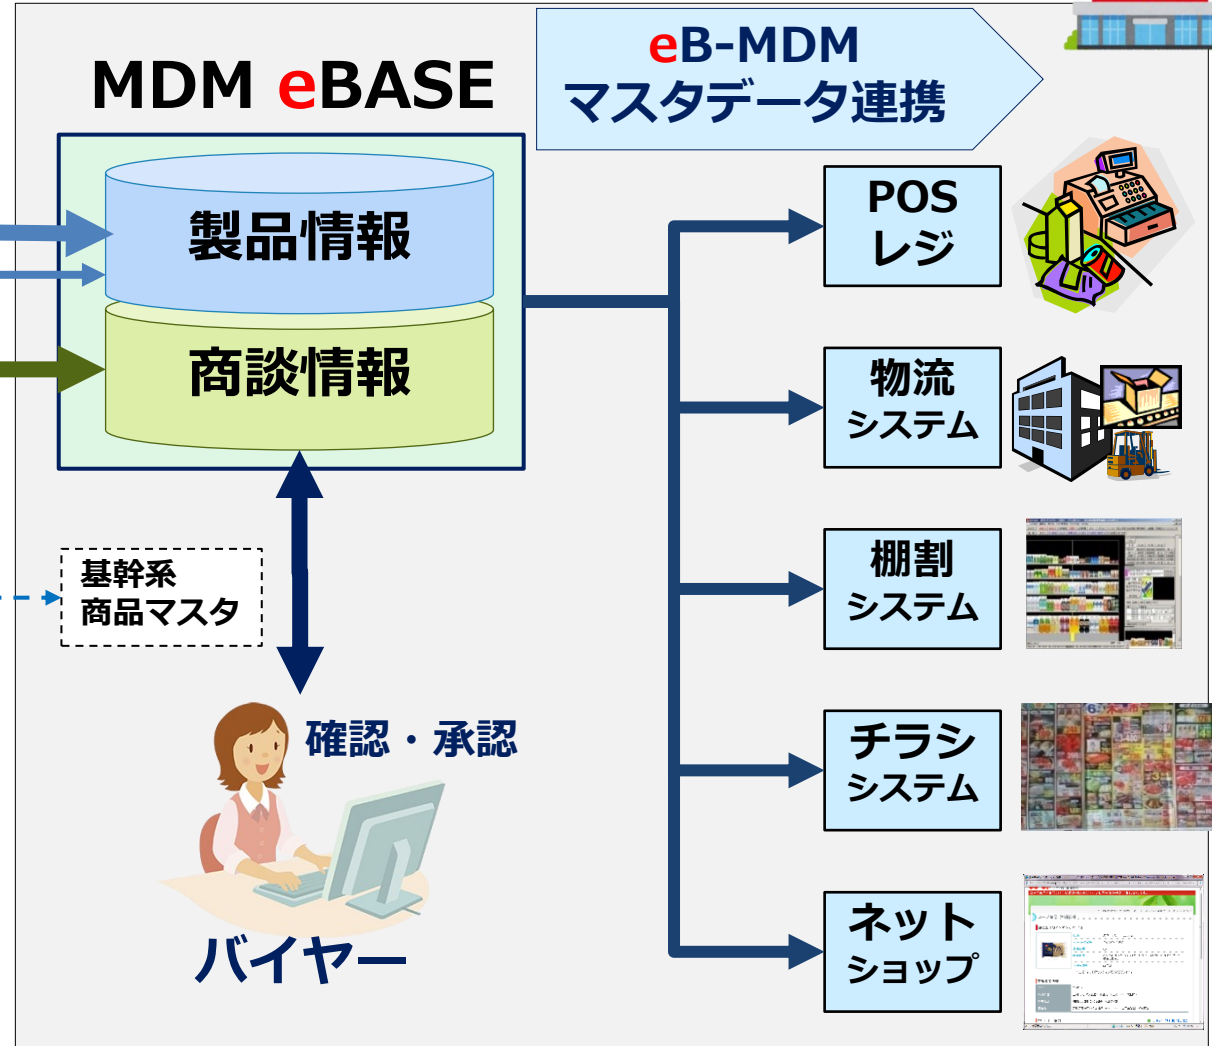 eB-MDM
マスタデータ連携
MDM eBASE
製品情報
商談情報
基幹系
商品マスタ
確認・承認
バイヤー
POS
レジ
物流
システム
棚割
システム
チラシ
システム
ネット
ショップ